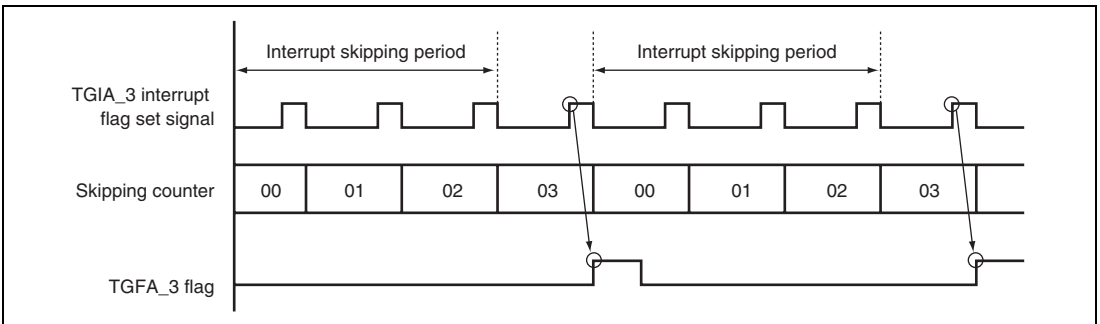 Interrupt skipping period Interrupt skipping period
TGIA_3 interrupt
flag set signal
Skipping counter 00 01 02 03 00 01 02 03
TGFA_3 flag